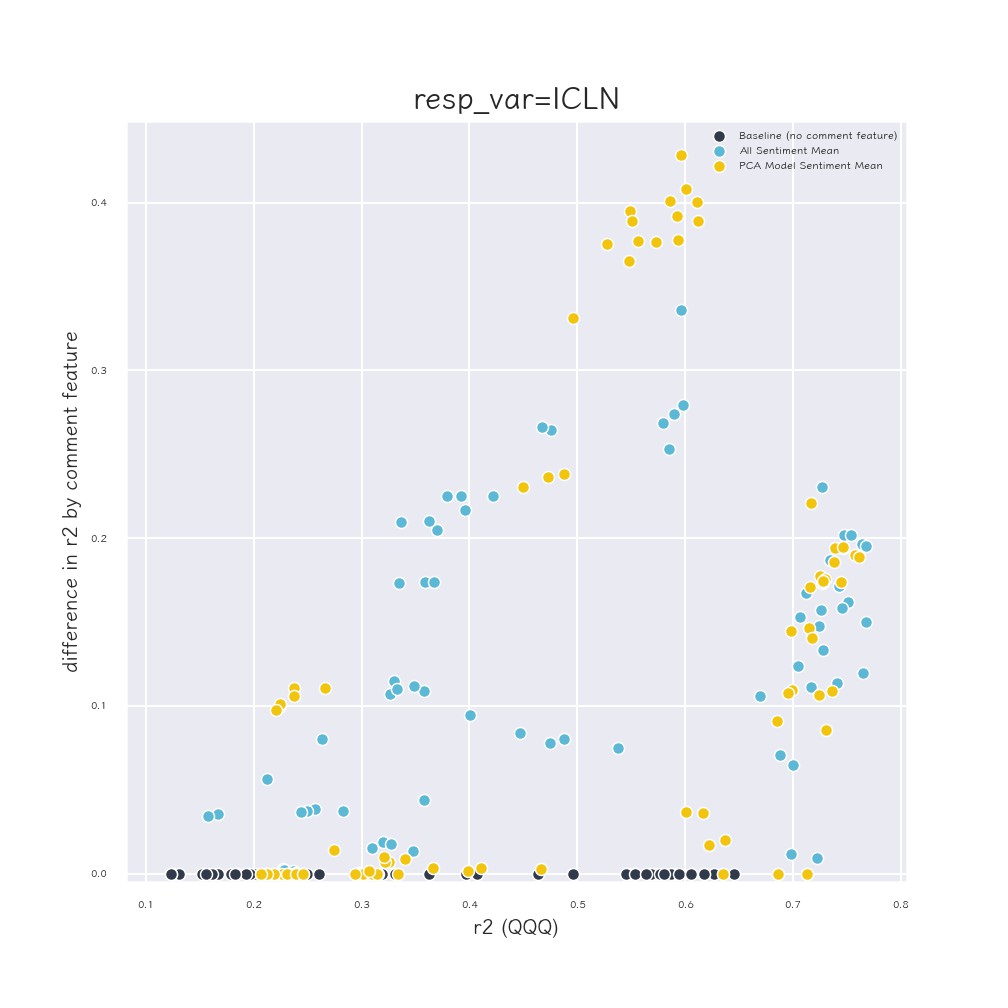 resp_var=ICLN
Baseline (no comment feature)
All Sentiment Mean
PCA Model Sentiment Mean
difference in r2 by comment feature
0.4
0.3
0.2
0.1
0.0
0.1 0.2 0.3 0.4 0.5 0.6 0.7 0.8
r2 (QQQ)